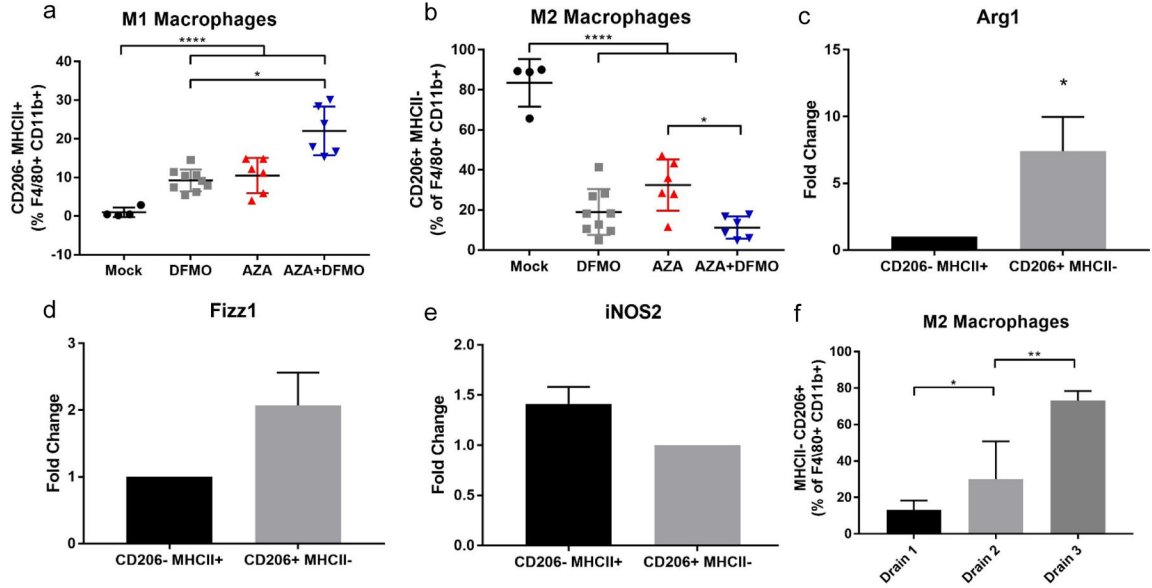 a
M1 Macrophages
CD206- MHCII+
(% F4/80+ CD11b+)
50
40
30
20
10
0
-10
****
*
Mock
DFMO
AZA
AZA+DFMO
b
M2 Macrophages
CD206+ MHCII-
(% of F4/80+ CD11b+)
100
80
60
40
20
0
****
*
Mock
DFMO
AZA
AZA+DFMO
c
Arg1
Fold Change
15
10
5
0
*
CD206- MHCII+
CD206+ MHCII-
d
Fizz1
Fold Change
3
2
1
0
CD206- MHCII+
CD206+ MHCII-
e
iNOS2
Fold Change
2.0
1.5
1.0
0.5
0.0
CD206- MHCII+
CD206+ MHCII-
f
M2 Macrophages
MHCII- CD206+
(% of F4\80+ CD11b+)
100
80
60
40
20
0
*
**
Drain 1
Drain 2
Drain 3